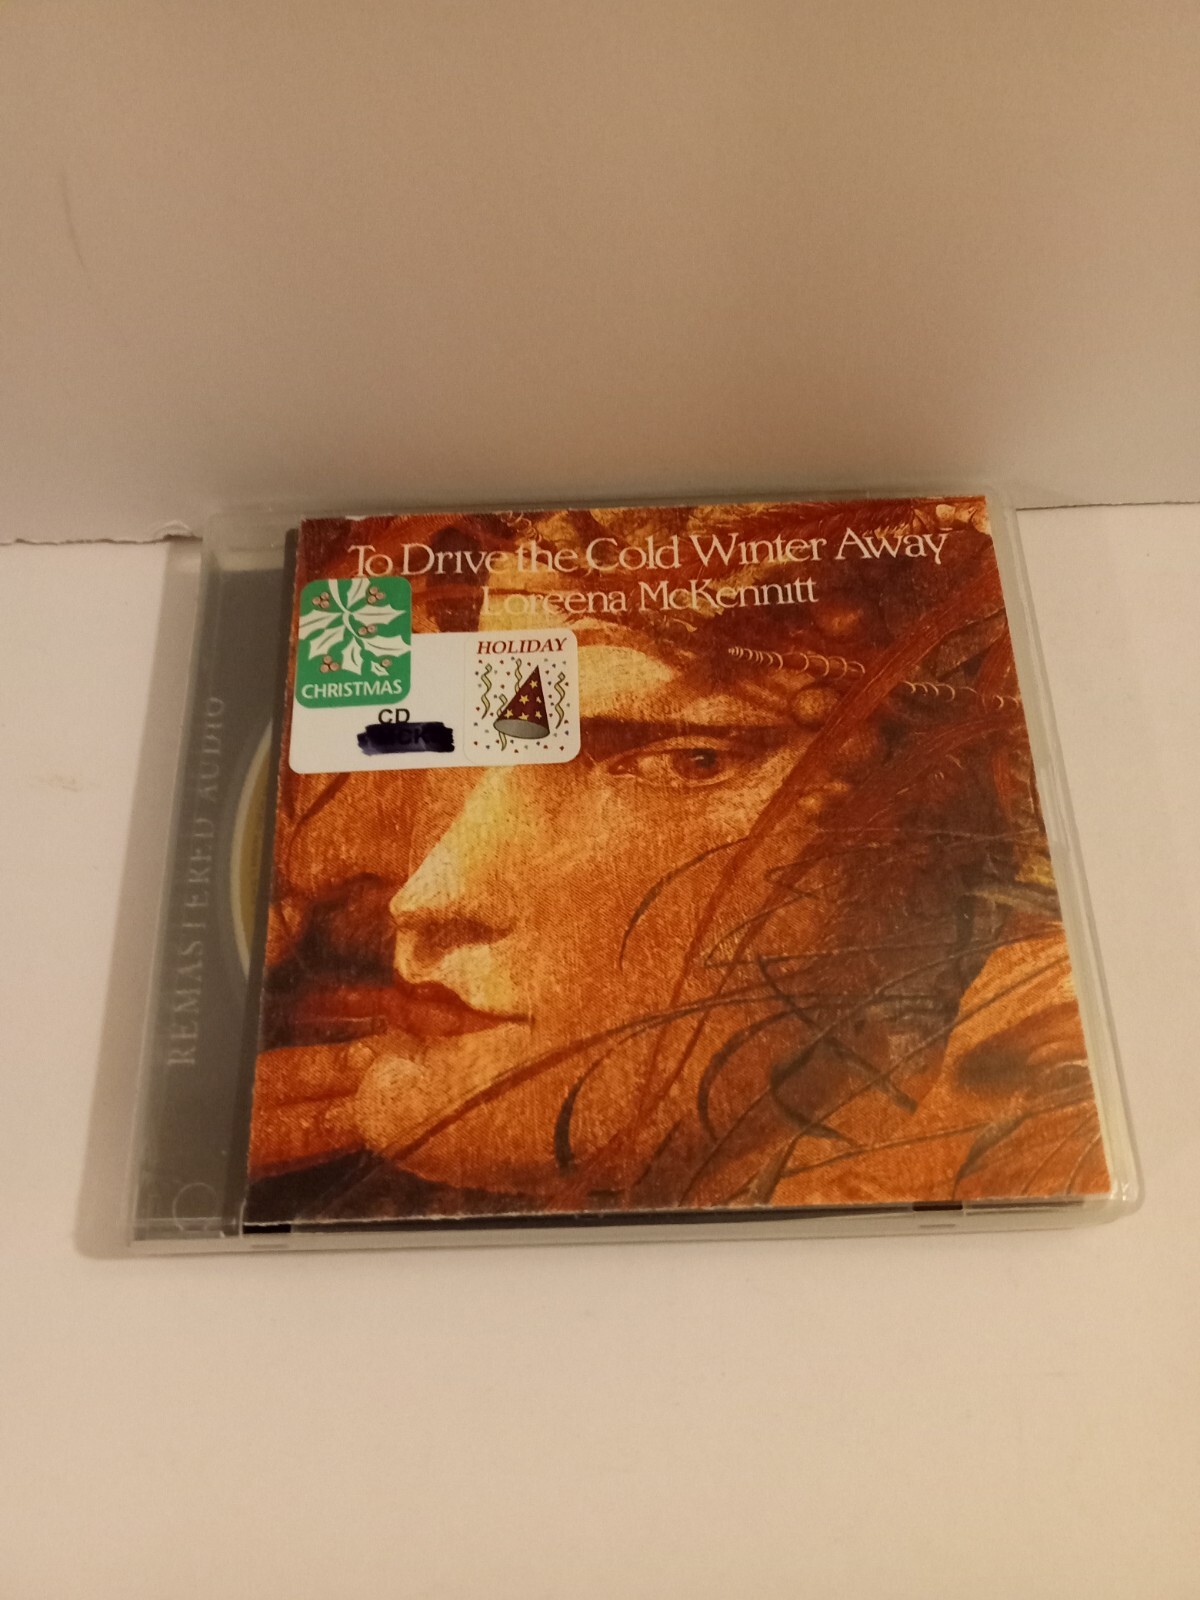 To Drive the Cold Winter Away
Loreena McKennitt
CHRISTMAS
HOLIDAY
CD
REMASTERED AUDIO